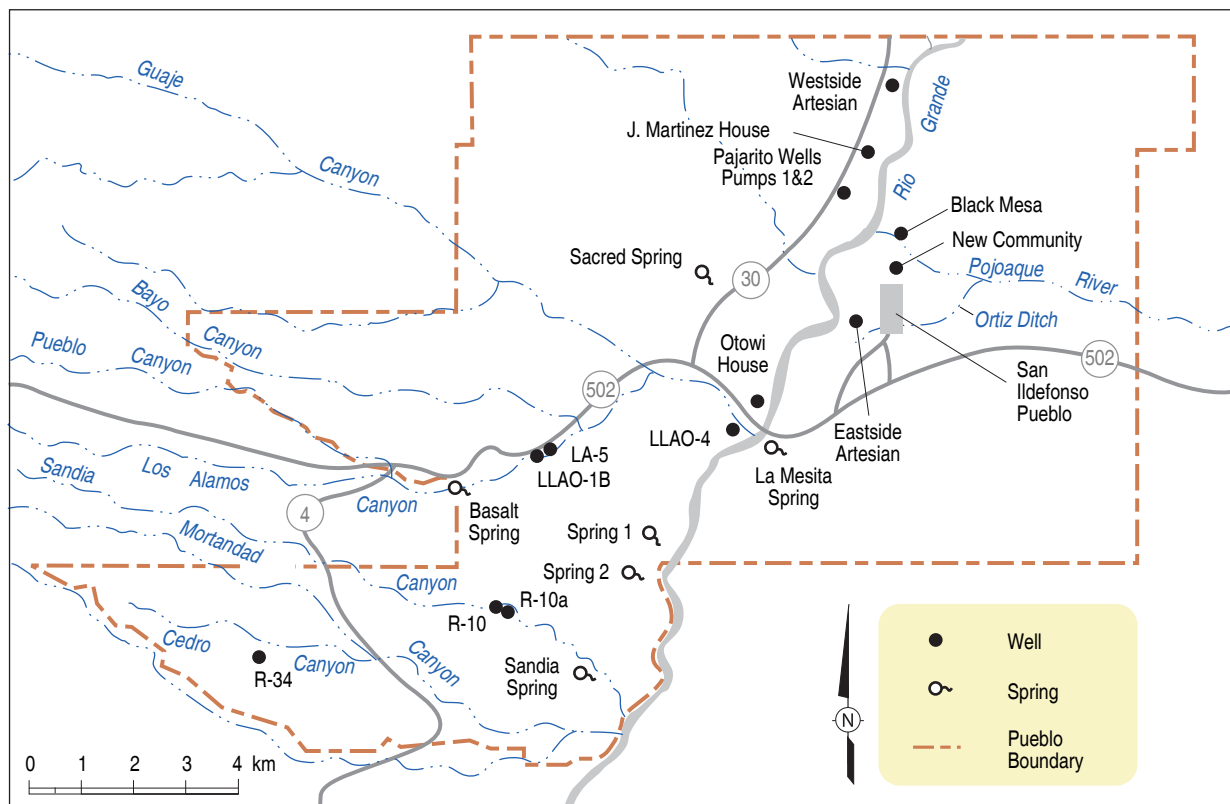 Guaje
Canyon
Westside
Artesian
Grande
J. Martinez House
Pajarito Wells
Pumps 1&2
Rio
Black Mesa
New Community
Sacred Spring
30
Pojoaque
River
Bayo
Canyon
Ortiz Ditch
Pueblo
Canyon
Otowi
House
502
502
San
Ildefonso
Pueblo
LLAO-4
Eastside
Artesian
LA-5
LLAO-1B
La Mesita
Spring
Sandia
Los
Alamos
Canyon
Basalt
Spring
4
Spring 1
Mortandad
Canyon
Spring 2
R-10a
R-10
Cedro
Canyon
Canyon
R-34
Sandia
Spring
Well
Spring
Pueblo
Boundary
N
0 1 2 3 4 km